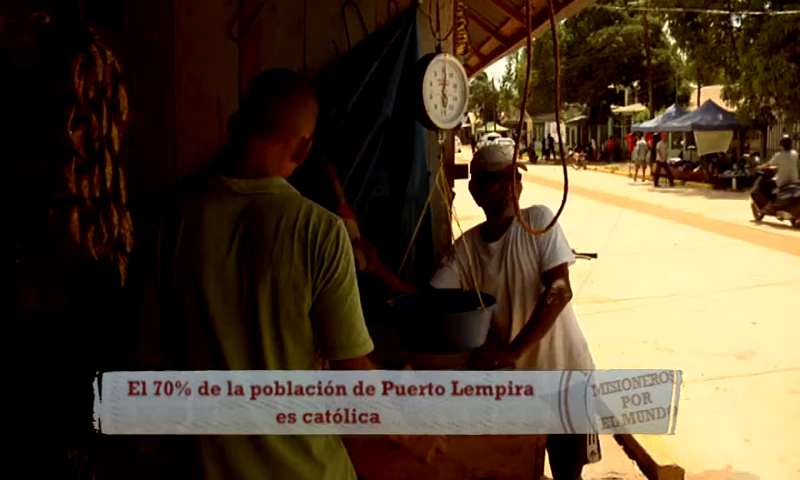 El 70% de la población de Puerto Lempira
es católica
MISIONEROS
POR
EL MUNDO